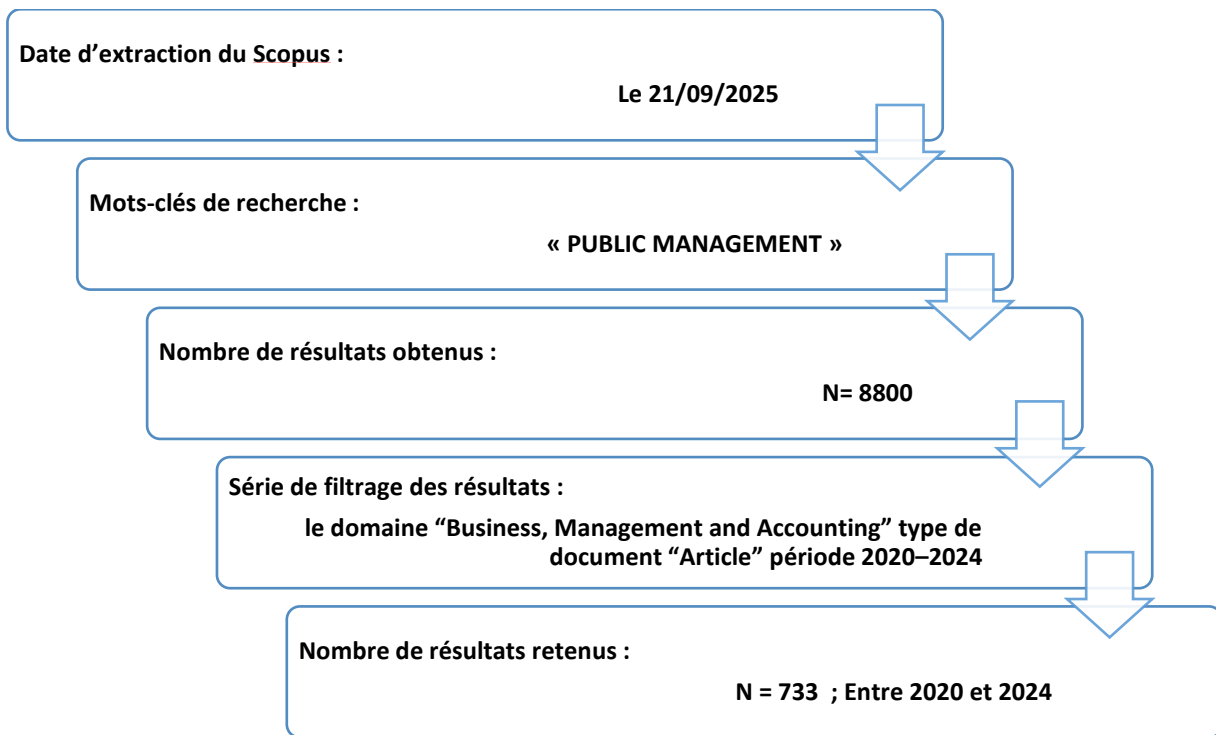 Date d’extraction du Scopus :
Le 21/09/2025
Mots-clés de recherche :
« PUBLIC MANAGEMENT »
Nombre de résultats obtenus :
N= 8800
Série de filtrage des résultats :
le domaine “Business, Management and Accounting” type de
document “Article” période 2020–2024
Nombre de résultats retenus :
N = 733 ; Entre 2020 et 2024